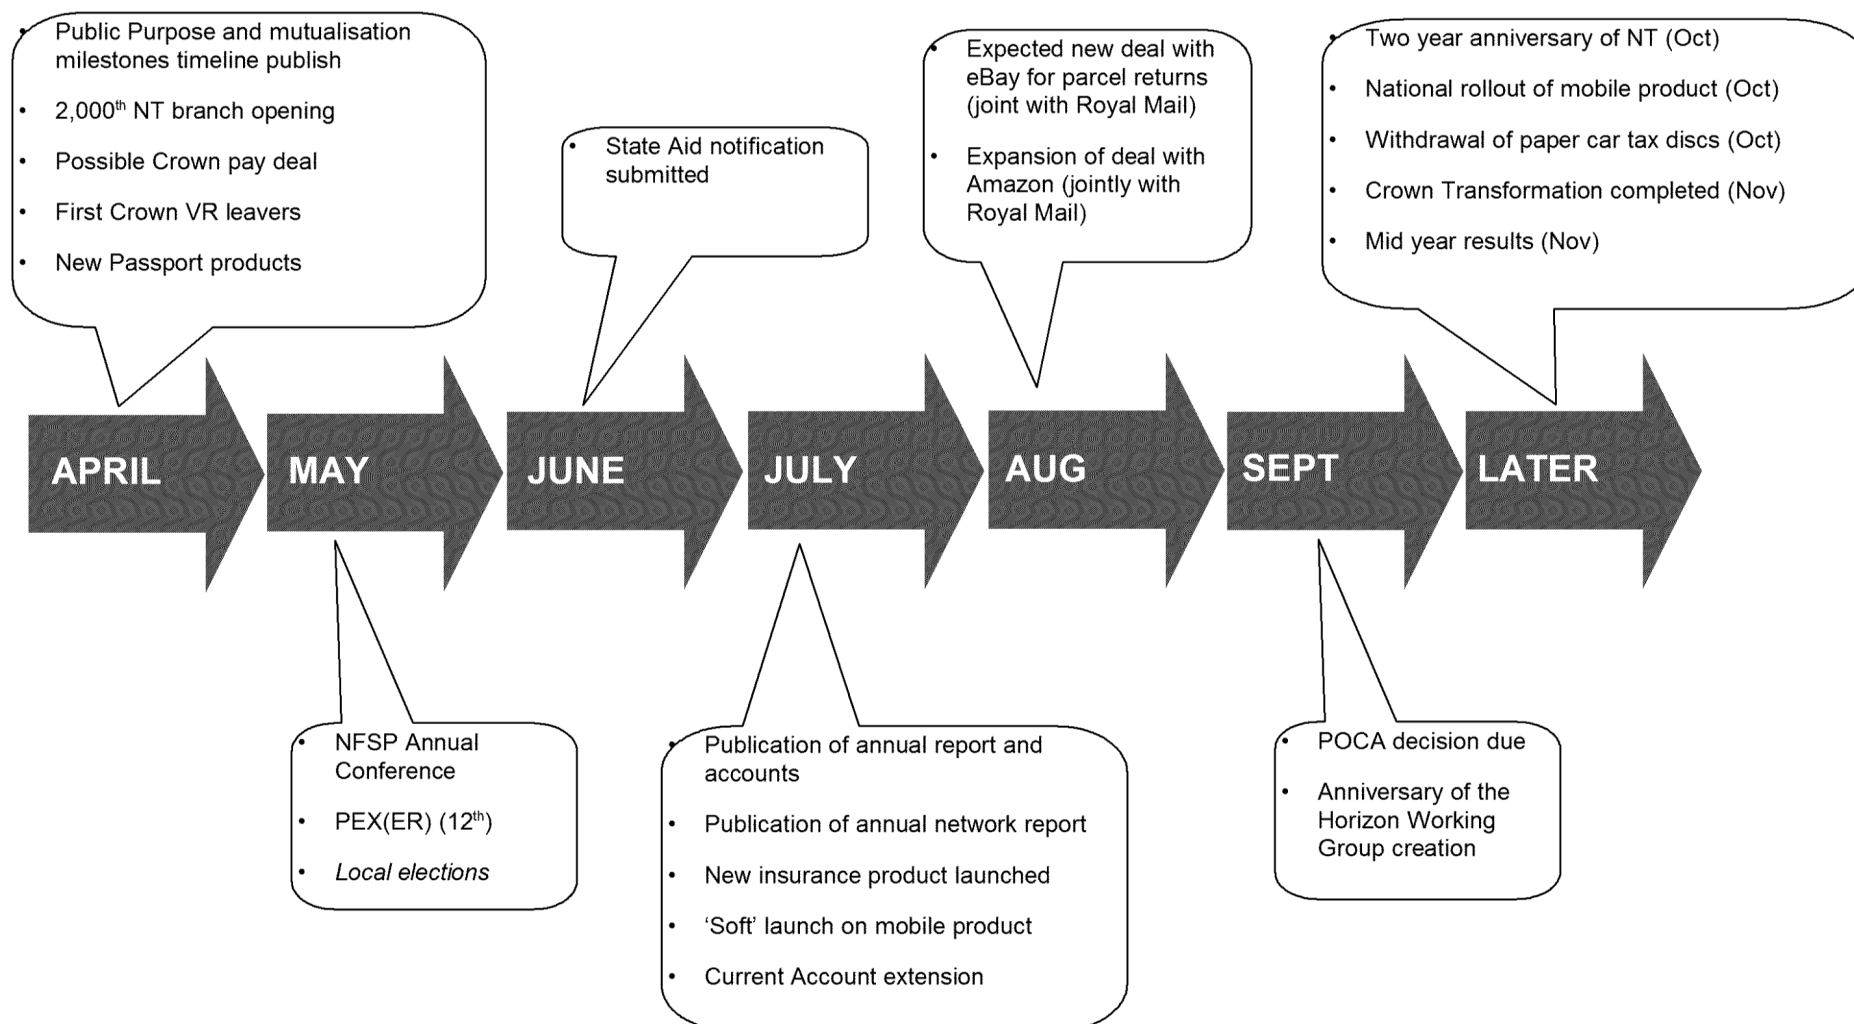 Public Purpose and mutualisation
milestones timeline publish
• 2,000th NT branch opening
• Possible Crown pay deal
• First Crown VR leavers
• New Passport products
• State Aid notification
submitted
• Expected new deal with
eBay for parcel returns
(joint with Royal Mail)
• Expansion of deal with
Amazon (jointly with
Royal Mail)
• Two year anniversary of NT (Oct)
• National rollout of mobile product (Oct)
• Withdrawal of paper car tax discs (Oct)
• Crown Transformation completed (Nov)
• Mid year results (Nov)
APRIL
MAY
JUNE
JULY
AUG
SEPT
LATER
• NFSP Annual
Conference
• PEX(ER) (12th)
• Local elections
• Publication of annual report and
accounts
• Publication of annual network report
• New insurance product launched
• ‘Soft’ launch on mobile product
• Current Account extension
• POCA decision due
• Anniversary of the
Horizon Working
Group creation